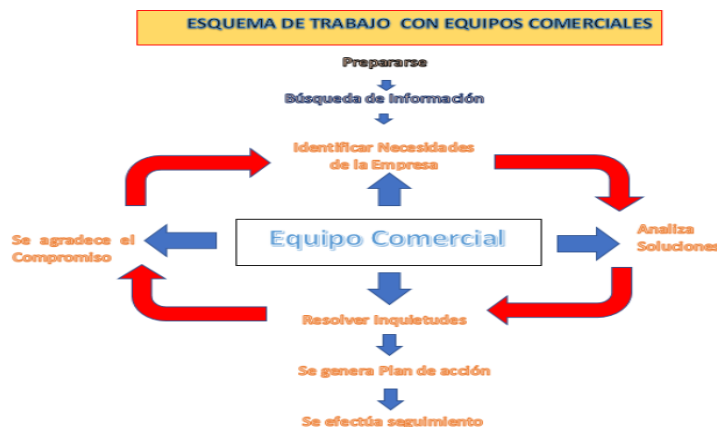 ESQUEMA DE TRABAJO CON EQUIPOS COMERCIALES
Prepararse
Búsqueda de Información
Identificar Necesidades
de la Empresa
Se agradece el
Compromiso
Equipo Comercial
Analiza
Soluciones
Resolver Inquietudes
Se genera Plan de acción
Se efectúa seguimiento